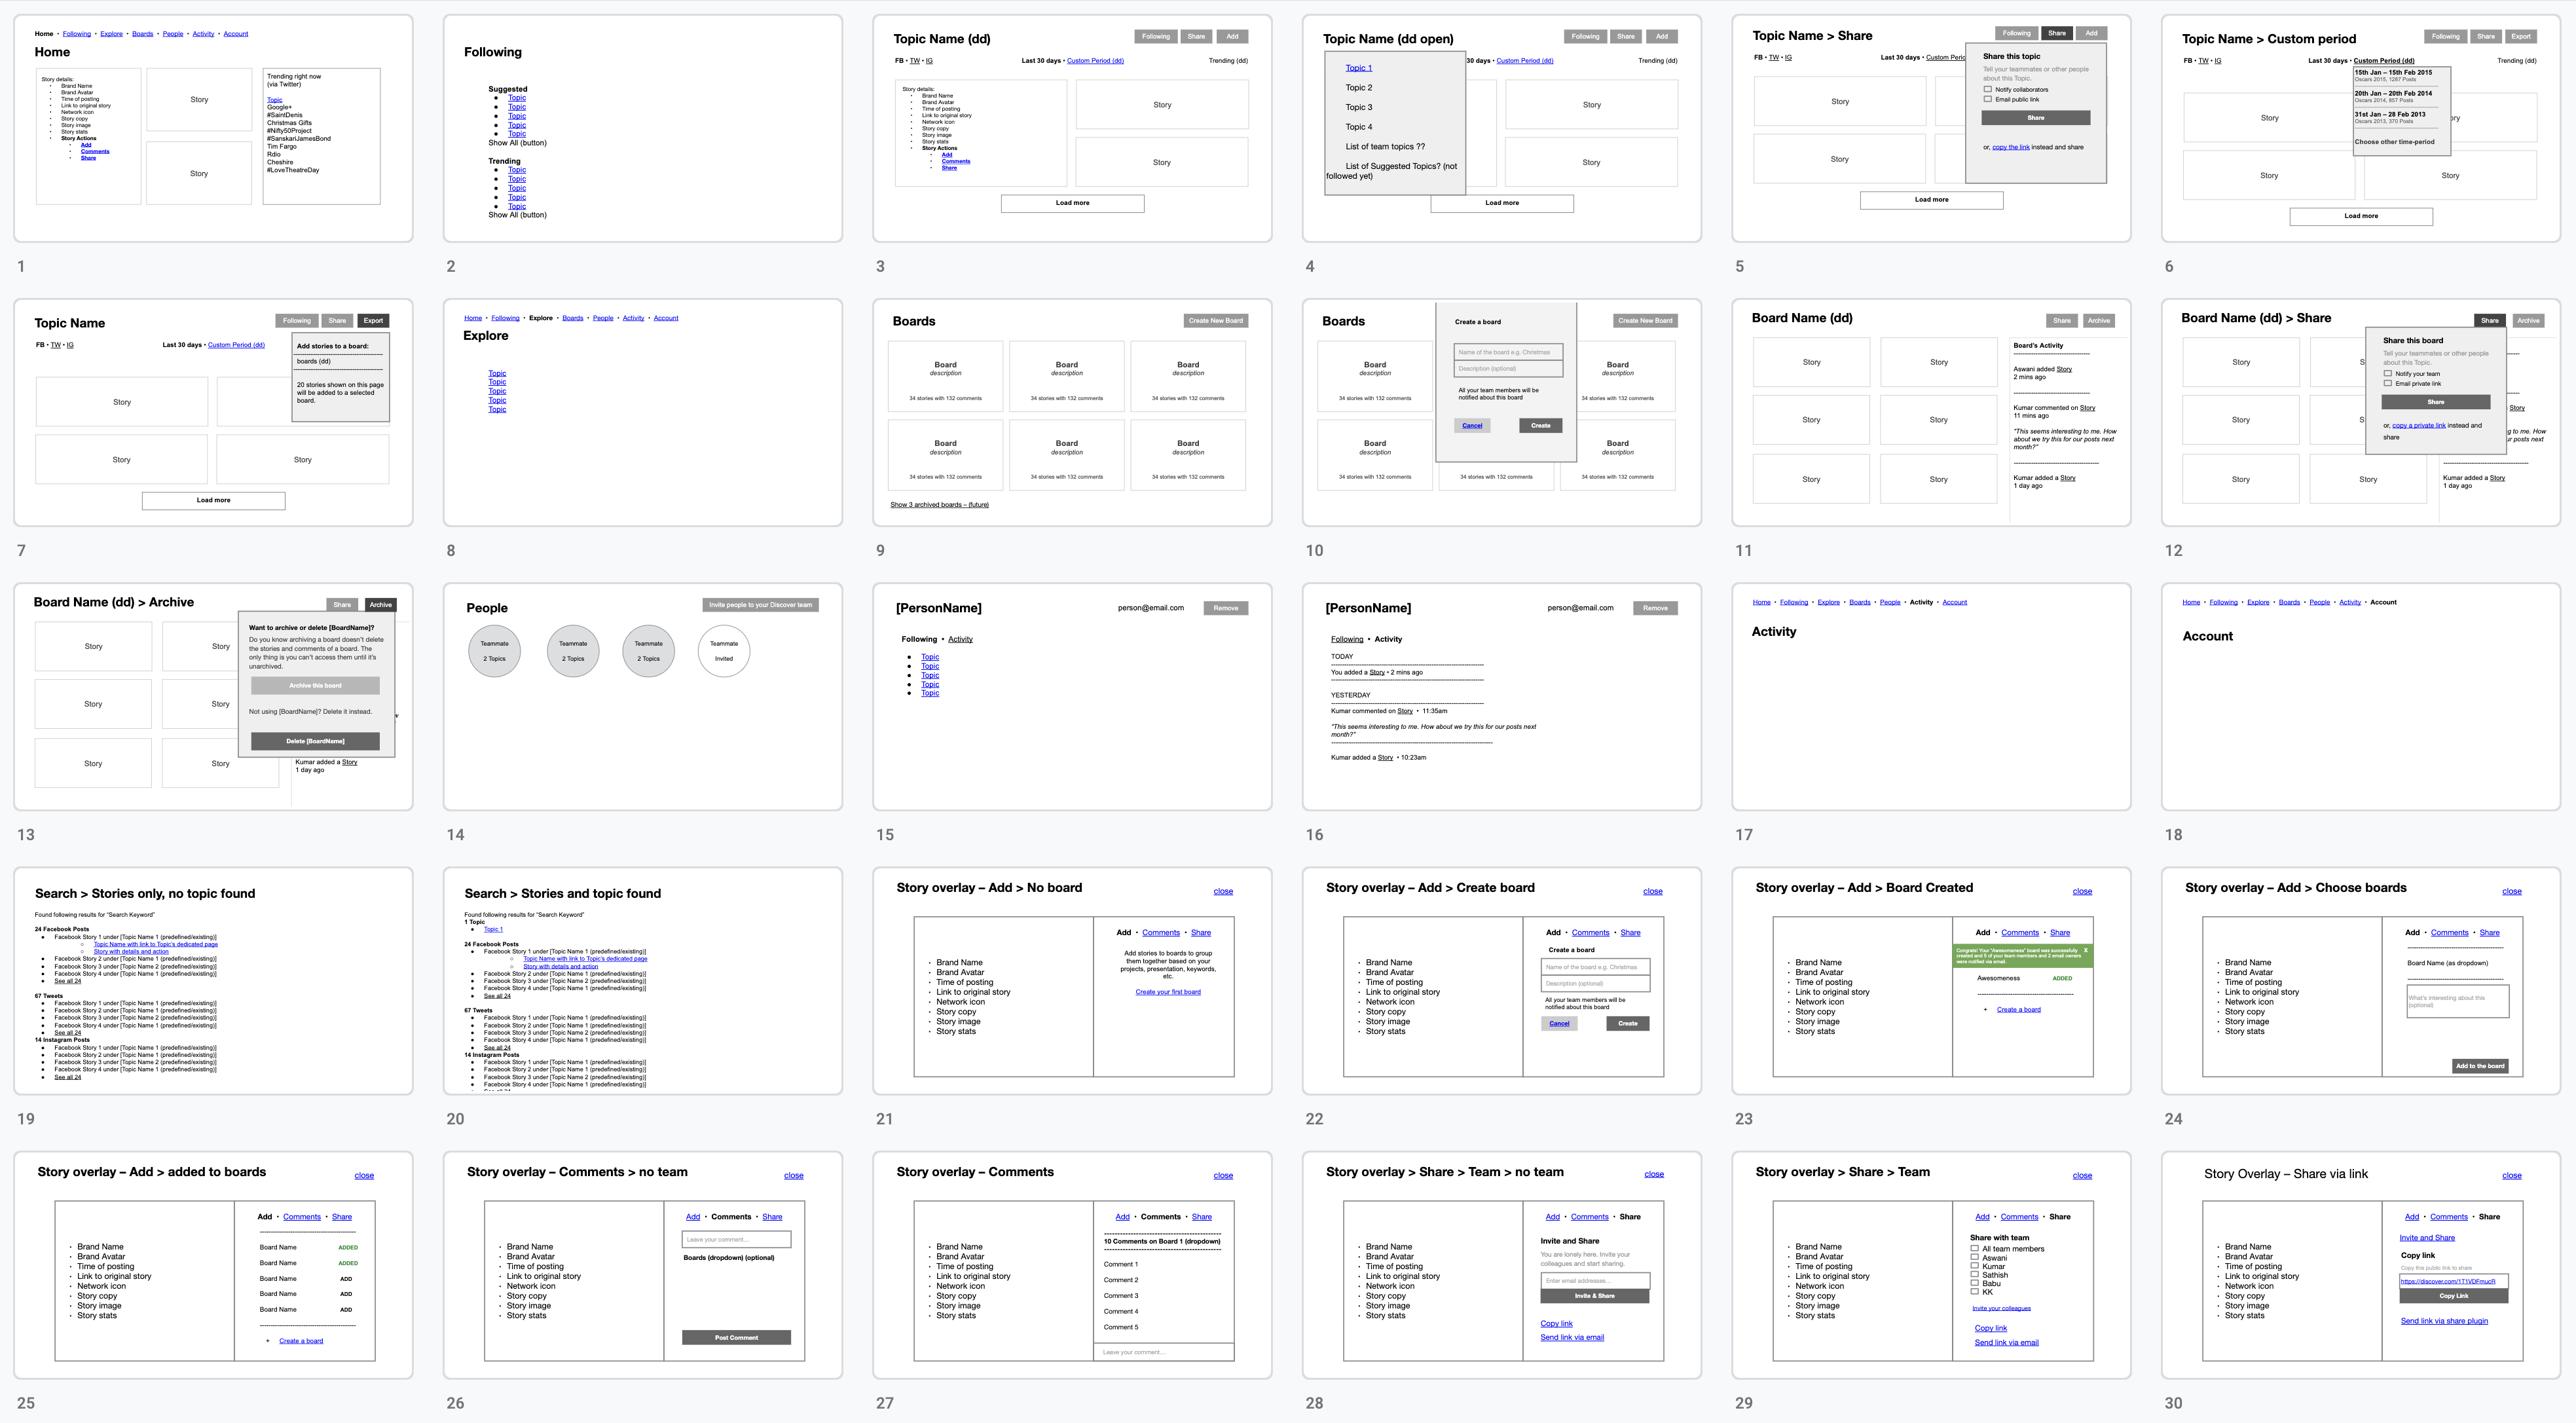 Home • Following • Explore • Boards • People • Activity • Account
Home
Story details:
• Brand Name
• Brand Avatar
• Time of posting
• Link to original story
• Network icon
• Story copy
• Story image
• Story stats
• Story Actions
• Add
• Comments
• Share
Story
Story
Trending right now
(via Twitter)
Topic
Google+
#SaintDenis
Christmas Gifts
#Nifty50Project
#SanskariJamesBond
Tim Fargo
Rdio
Cheshire
#LoveTheatreDay
1
Following
Suggested
● Topic
● Topic
● Topic
● Topic
● Topic
Show All (button)
Trending
● Topic
● Topic
● Topic
● Topic
● Topic
Show All (button)
2
Topic Name (dd)
Following
Share
Add
FB • TW • IG
Last 30 days • Custom Period (dd)
Trending (dd)
Story details:
• Brand Name
• Brand Avatar
• Time of posting
• Link to original story
• Network icon
• Story copy
• Story image
• Story stats
• Story Actions
• Add
• Comments
• Share
Story
Story
Load more
3
Topic Name (dd open)
Following
Share
Add
30 days • Custom Period (dd)
Trending (dd)
Topic 1
Topic 2
Topic 3
Topic 4
List of team topics ??
List of Suggested Topics? (not
followed yet)
Story
Story
Load more
4
Topic Name > Share
Following
Share
Add
FB • TW • IG
Last 30 days • Custom Perio
Story
Story
Share this topic
Tell your teammates or other people
about this Topic.
Notify collaborators
Email public link
Share
or, copy the link instead and share
Load more
5
Topic Name > Custom period
Following
Share
Export
FB • TW • IG
Last 30 days • Custom Period (dd)
Trending (dd)
15th Jan – 15th Feb 2015
Oscars 2015, 1287 Posts
20th Jan – 20th Feb 2014
Oscars 2014, 857 Posts
31st Jan – 28 Feb 2013
Oscars 2013, 370 Posts
Choose other time-period
Story
ory
Story
Story
Load more
6
Topic Name
Following
Share
Export
FB • TW • IG
Last 30 days • Custom Period (dd)
Add stories to a board:
boards (dd)
20 stories shown on this page
will be added to a selected
board.
Story
Story
Story
Load more
7
Home • Following • Explore • Boards • People • Activity • Account
Explore
Topic
Topic
Topic
Topic
Topic
8
Boards
Create New Board
Board
description
34 stories with 132 comments
Board
description
34 stories with 132 comments
Board
description
34 stories with 132 comments
Board
description
34 stories with 132 comments
Board
description
34 stories with 132 comments
Board
description
34 stories with 132 comments
Show 3 archived boards – (future)
9
Boards
Create New Board
Board
description
34 stories with 132 comments
Board
description
34 stories with 132 comments
Board
description
34 stories with 132 comments
34 stories with 132 comments
Board
description
34 stories with 132 comments
Create a board
Name of the board e.g. Christmas
Description (optional)
All your team members will be
notified about this board
Cancel
Create
10
Board Name (dd)
Share
Archive
Story
Story
Story
Story
Story
Story
Board's Activity
Aswani added Story
2 mins ago
Kumar commented on Story
11 mins ago
"This seems interesting to me. How
about we try this for our posts next
month?"
Kumar added a Story
1 day ago
11
Board Name (dd) > Share
Share
Archive
Story
Story
Story
S
Story
Story
Share this board
Tell your teammates or other people
about this Topic.
Notify your team
Email private link
Share
or, copy a private link instead and
share
Story
g to me. How
ur posts next
Kumar added a Story
1 day ago
12
Board Name (dd) > Archive
Share
Archive
Story
Story
Story
Story
Story
Story
Want to archive or delete [BoardName]?
Do you know archiving a board doesn't delete
the stories and comments of a board. The
only thing is you can't access them until it's
unarchived.
Archive this board
Not using [BoardName]? Delete it instead.
Delete [BoardName]
Kumar added a Story
1 day ago
13
People
Invite people to your Discover team
Teammate
2 Topics
Teammate
2 Topics
Teammate
2 Topics
Teammate
Invited
14
[PersonName]
person@email.com
Remove
Following • Activity
● Topic
● Topic
● Topic
● Topic
● Topic
15
[PersonName]
person@email.com
Remove
Following • Activity
TODAY
You added a Story • 2 mins ago
YESTERDAY
Kumar commented on Story • 11:35am
"This seems interesting to me. How about we try this for our posts next
month?"
Kumar added a Story • 10:23am
16
Home • Following • Explore • Boards • People • Activity • Account
Activity
17
Home • Following • Explore • Boards • People • Activity • Account
Account
18
Search > Stories only, no topic found
Found following results for "Search Keyword"
24 Facebook Posts
● Facebook Story 1 under [Topic Name 1 (predefined/existing)]
○ Topic Name with link to Topic's dedicated page
○ Story with details and action
● Facebook Story 2 under [Topic Name 1 (predefined/existing)]
● Facebook Story 3 under [Topic Name 2 (predefined/existing)]
● Facebook Story 4 under [Topic Name 1 (predefined/existing)]
● See all 24
67 Tweets
● Facebook Story 1 under [Topic Name 1 (predefined/existing)]
● Facebook Story 2 under [Topic Name 1 (predefined/existing)]
● Facebook Story 3 under [Topic Name 2 (predefined/existing)]
● Facebook Story 4 under [Topic Name 1 (predefined/existing)]
● See all 24
14 Instagram Posts
● Facebook Story 1 under [Topic Name 1 (predefined/existing)]
● Facebook Story 2 under [Topic Name 1 (predefined/existing)]
● Facebook Story 3 under [Topic Name 2 (predefined/existing)]
● Facebook Story 4 under [Topic Name 1 (predefined/existing)]
● See all 24
19
Search > Stories and topic found
Found following results for "Search Keyword"
1 Topic
● Topic 1
24 Facebook Posts
● Facebook Story 1 under [Topic Name 1 (predefined/existing)]
○ Topic Name with link to Topic's dedicated page
○ Story with details and action
● Facebook Story 2 under [Topic Name 1 (predefined/existing)]
● Facebook Story 3 under [Topic Name 2 (predefined/existing)]
● Facebook Story 4 under [Topic Name 1 (predefined/existing)]
● See all 24
67 Tweets
● Facebook Story 1 under [Topic Name 1 (predefined/existing)]
● Facebook Story 2 under [Topic Name 1 (predefined/existing)]
● Facebook Story 3 under [Topic Name 2 (predefined/existing)]
● Facebook Story 4 under [Topic Name 1 (predefined/existing)]
● See all 24
14 Instagram Posts
● Facebook Story 1 under [Topic Name 1 (predefined/existing)]
● Facebook Story 2 under [Topic Name 1 (predefined/existing)]
● Facebook Story 3 under [Topic Name 2 (predefined/existing)]
● Facebook Story 4 under [Topic Name 1 (predefined/existing)]
20
Story overlay – Add > No board
close
• Brand Name
• Brand Avatar
• Time of posting
• Link to original story
• Network icon
• Story copy
• Story image
• Story stats
Add • Comments • Share
Add stories to boards to group
them together based on your
projects, presentation, keywords,
etc.
Create your first board
21
Story overlay – Add > Create board
close
• Brand Name
• Brand Avatar
• Time of posting
• Link to original story
• Network icon
• Story copy
• Story image
• Story stats
Add • Comments • Share
Create a board
Name of the board e.g. Christmas
Description (optional)
All your team members will be
notified about this board
Cancel
Create
22
Story overlay – Add > Board Created
close
• Brand Name
• Brand Avatar
• Time of posting
• Link to original story
• Network icon
• Story copy
• Story image
• Story stats
Add • Comments • Share
Congrats! Your "Awesomeness" board was successfully X
created and 5 of your team members and 2 email owners
were notified via email.
Awesomeness ADDED
+ Create a board
23
Story overlay – Add > Choose boards
close
• Brand Name
• Brand Avatar
• Time of posting
• Link to original story
• Network icon
• Story copy
• Story image
• Story stats
Add • Comments • Share
Board Name (as dropdown)
What's interesting about this
(optional)
Add to the board
24
Story overlay – Add > added to boards
close
• Brand Name
• Brand Avatar
• Time of posting
• Link to original story
• Network icon
• Story copy
• Story image
• Story stats
Add • Comments • Share
Board Name ADDED
Board Name ADDED
Board Name ADD
Board Name ADD
Board Name ADD
+ Create a board
25
Story overlay – Comments > no team
close
• Brand Name
• Brand Avatar
• Time of posting
• Link to original story
• Network icon
• Story copy
• Story image
• Story stats
Add • Comments • Share
Leave your comment…
Boards (dropdown) (optional)
Post Comment
26
Story overlay – Comments
close
• Brand Name
• Brand Avatar
• Time of posting
• Link to original story
• Network icon
• Story copy
• Story image
• Story stats
Add • Comments • Share
10 Comments on Board 1 (dropdown)
Comment 1
Comment 2
Comment 3
Comment 4
Comment 5
Leave your comment…
27
Story overlay > Share > Team > no team
close
• Brand Name
• Brand Avatar
• Time of posting
• Link to original story
• Network icon
• Story copy
• Story image
• Story stats
Add • Comments • Share
Invite and Share
You are lonely here. Invite your
colleagues and start sharing.
Enter email addresses…
Invite & Share
Copy link
Send link via email
28
Story overlay > Share > Team
close
• Brand Name
• Brand Avatar
• Time of posting
• Link to original story
• Network icon
• Story copy
• Story image
• Story stats
Add • Comments • Share
Share with team
All team members
Aswani
Kumar
Sathish
Babu
KK
Invite your colleagues
Copy link
Send link via email
29
Story Overlay – Share via link
close
• Brand Name
• Brand Avatar
• Time of posting
• Link to original story
• Network icon
• Story copy
• Story image
• Story stats
Add • Comments • Share
Invite and Share
Copy link
Copy this public link to share
https://discover.com/1T1VDFmucR
Copy Link
Send link via share plugin
30